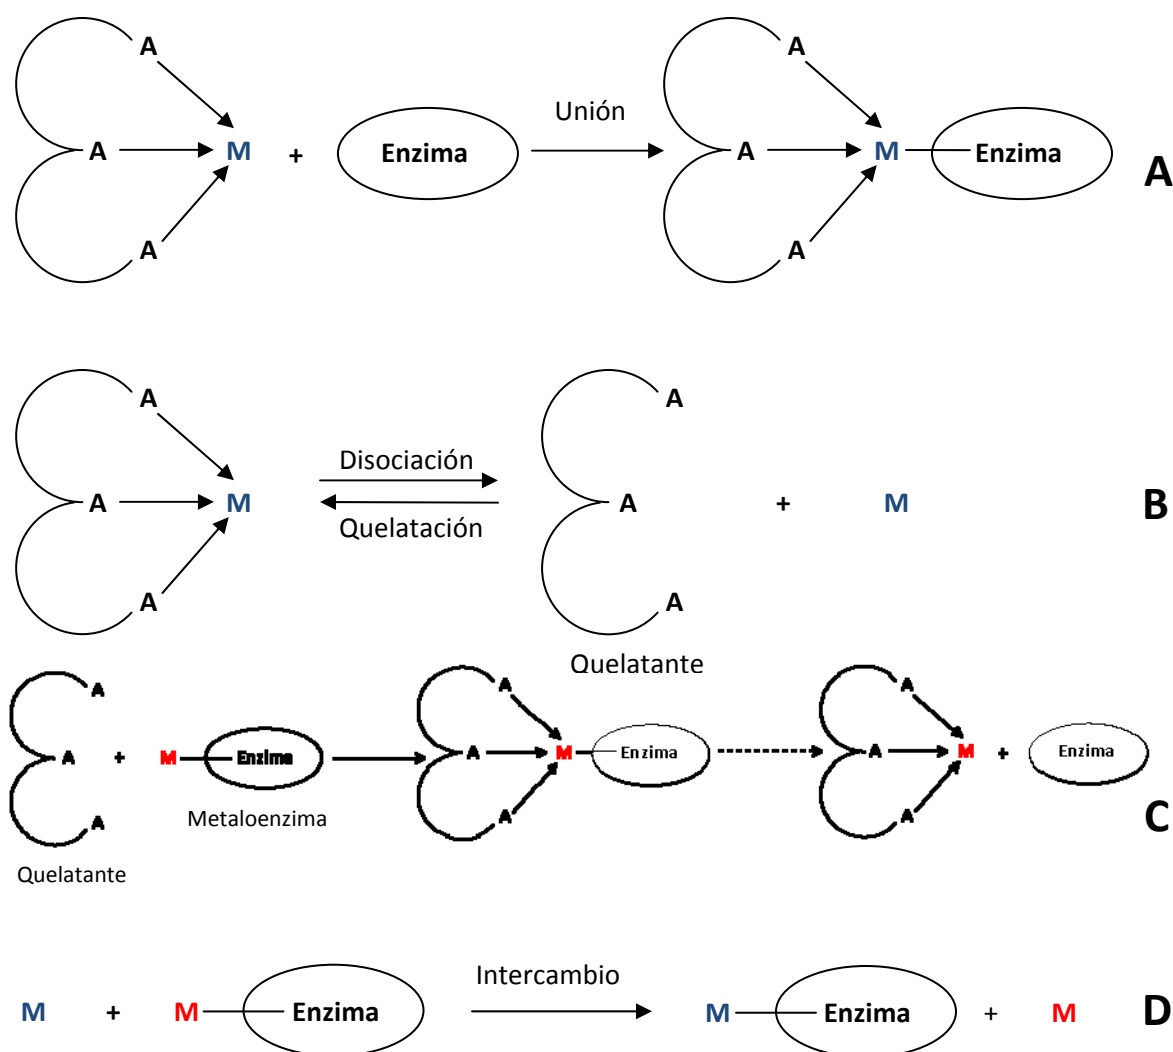 A
A
A
M
+
Enzima
Unión
A
A
A
M
Enzima
A
A
A
A
M
Disociación
Quelatación
A
A
A
Quelatante
+
M
B
A
A
A
Quelatante
+
M
Enzima
Metaloenzima
A
A
A
M
Enzima
A
A
A
M
+
Enzima
C
M
+
M
Enzima
Intercambio
M
Enzima
+
M
D